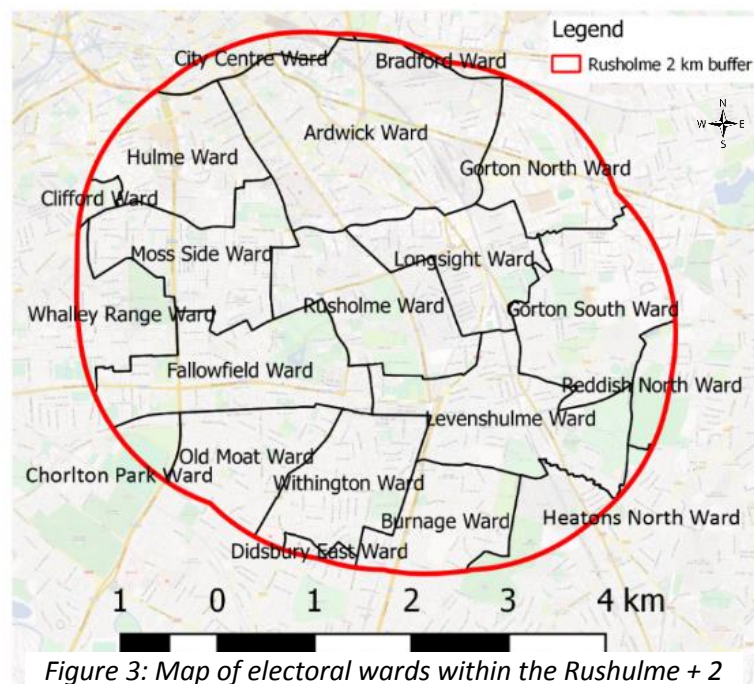 Legend
Rusholme 2 km buffer
N
W E
S
City Centre Ward
Bradford Ward
Ardwick Ward
Hulme Ward
Gorton North Ward
Clifford Ward
Moss Side Ward
Longsight Ward
Whalley Range Ward
Rusholme Ward
Gorton South Ward
Fallowfield Ward
Reddish North Ward
Levenshulme Ward
Old Moat Ward
Chorlton Park Ward
Withington Ward
Burnage Ward
Heatons North Ward
Didsbury East Ward
1 0 1 2 3 4 km
Figure 3: Map of electoral wards within the Rushulme + 2